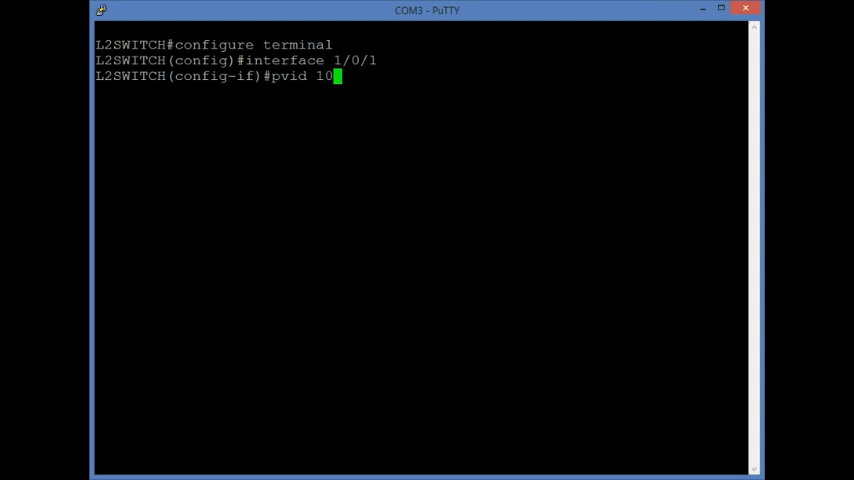 COM3 - PuTTY
L2SWITCH#configure terminal
L2SWITCH(config)#interface 1/0/1
L2SWITCH(config-if)#pvid 10